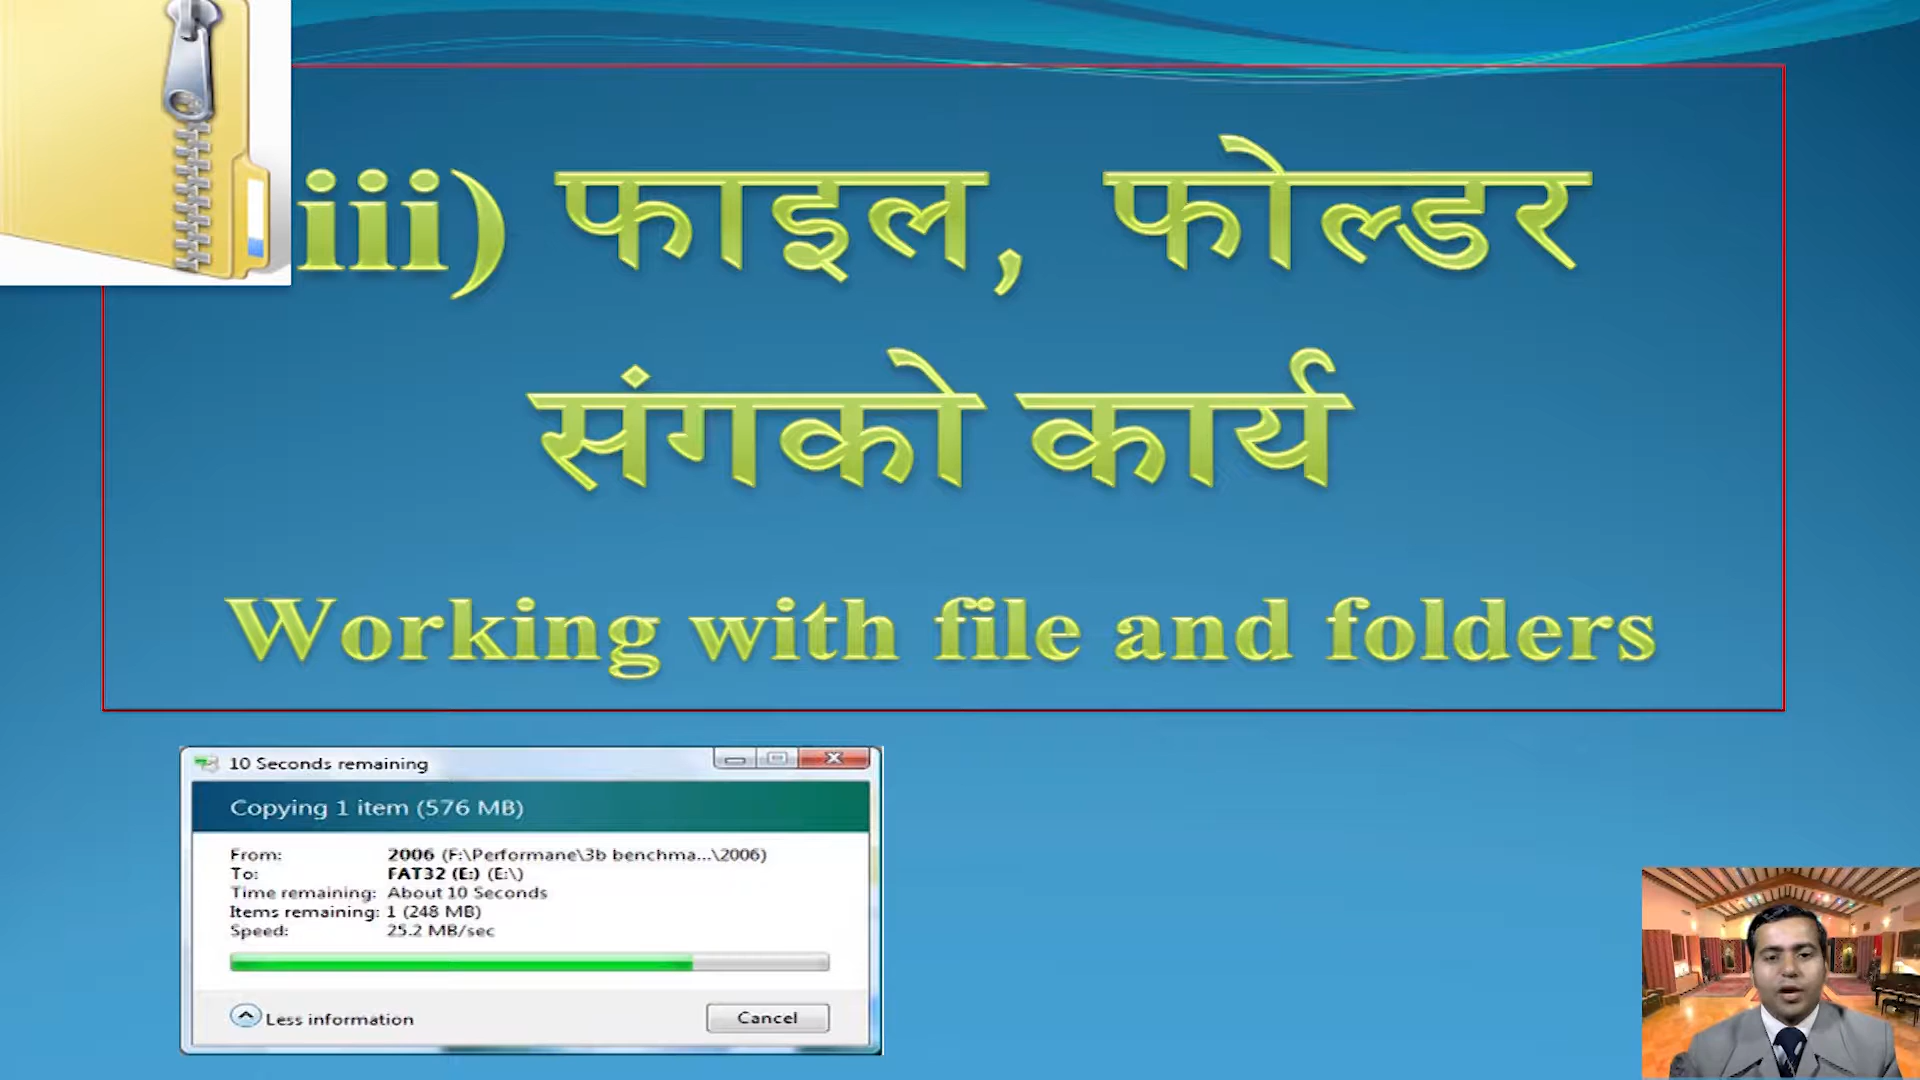 iii) फाइल, फोल्डर
संगको कार्य
Working with file and folders
10 Seconds remaining
Copying 1 item (576 MB)
From: 2006 (F:\Performane\3b benchma...\2006)
To: FAT32 (E:) (E:\)
Time remaining: About 10 Seconds
Items remaining: 1 (248 MB)
Speed: 25.2 MB/sec
Less information
Cancel